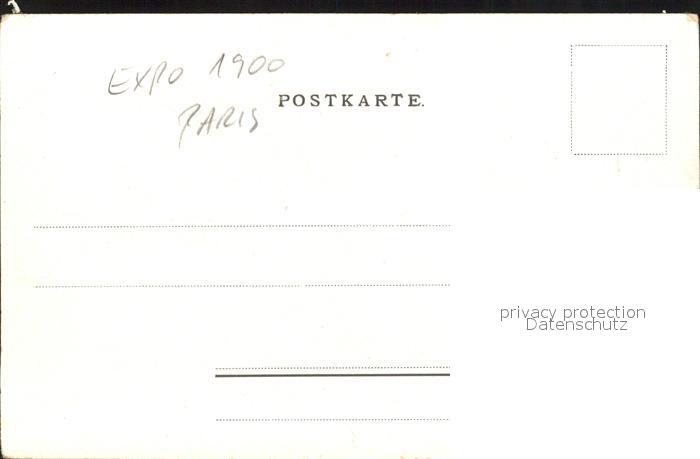 EXPO 1900
PARIS
POSTKARTE.
privacy protection
Datenschutz